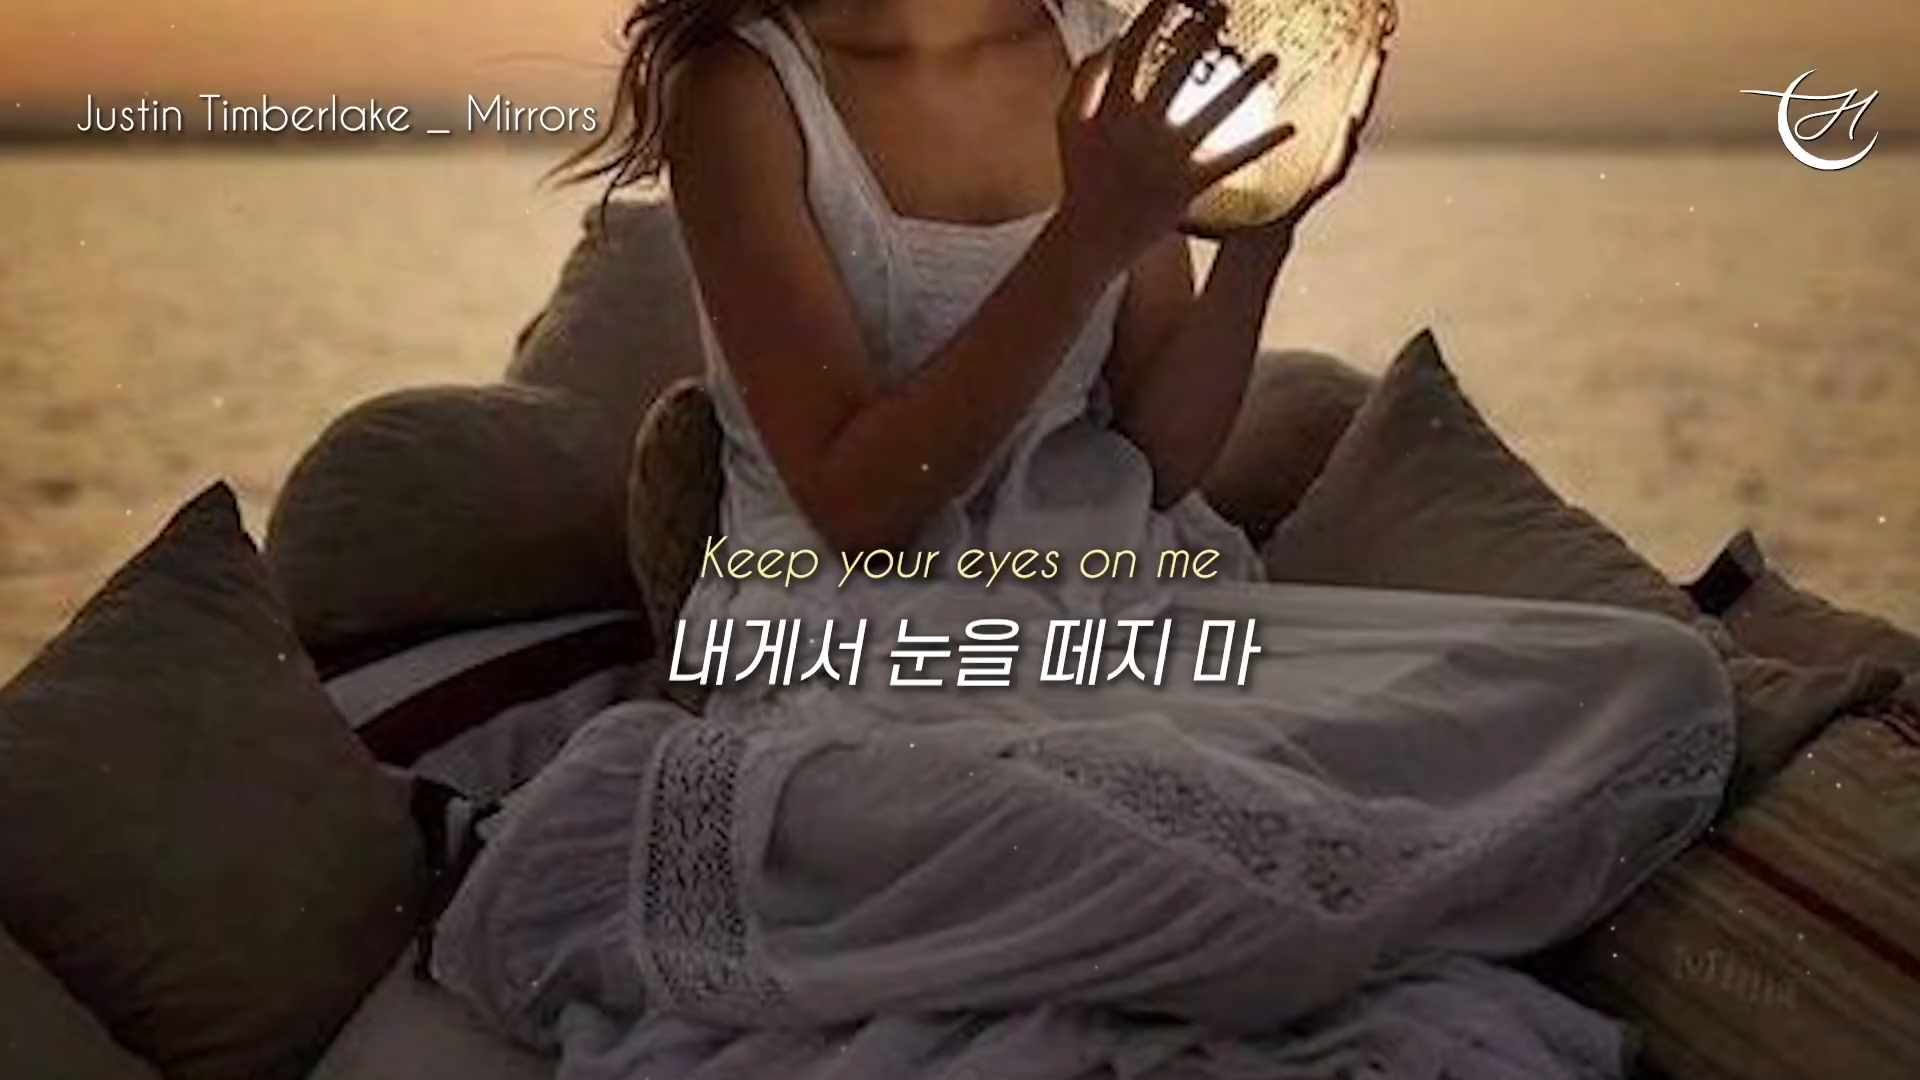 Justin Timberlake _ Mirrors
Keep your eyes on me
내게서 눈을 떼지 마